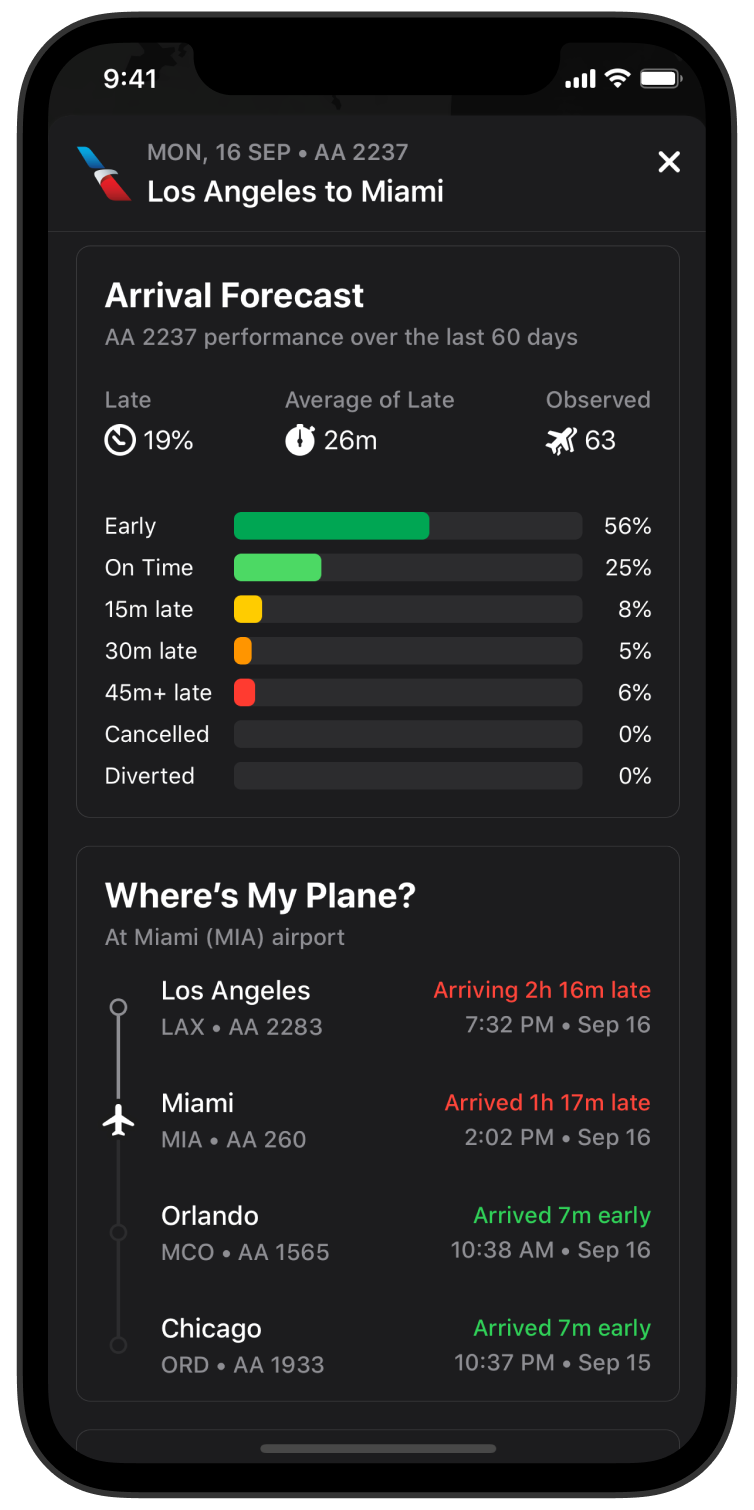 9:41
MON, 16 SEP • AA 2237
Los Angeles to Miami
Arrival Forecast
AA 2237 performance over the last 60 days
Late Average of Late Observed
19% 26m 63
Early 56%
On Time 25%
15m late 8%
30m late 5%
45m+ late 6%
Cancelled 0%
Diverted 0%
Where’s My Plane?
At Miami (MIA) airport
Los Angeles Arriving 2h 16m late
LAX • AA 2283 7:32 PM • Sep 16
Miami Arrived 1h 17m late
MIA • AA 260 2:02 PM • Sep 16
Orlando Arrived 7m early
MCO • AA 1565 10:38 AM • Sep 16
Chicago Arrived 7m early
ORD • AA 1933 10:37 PM • Sep 15